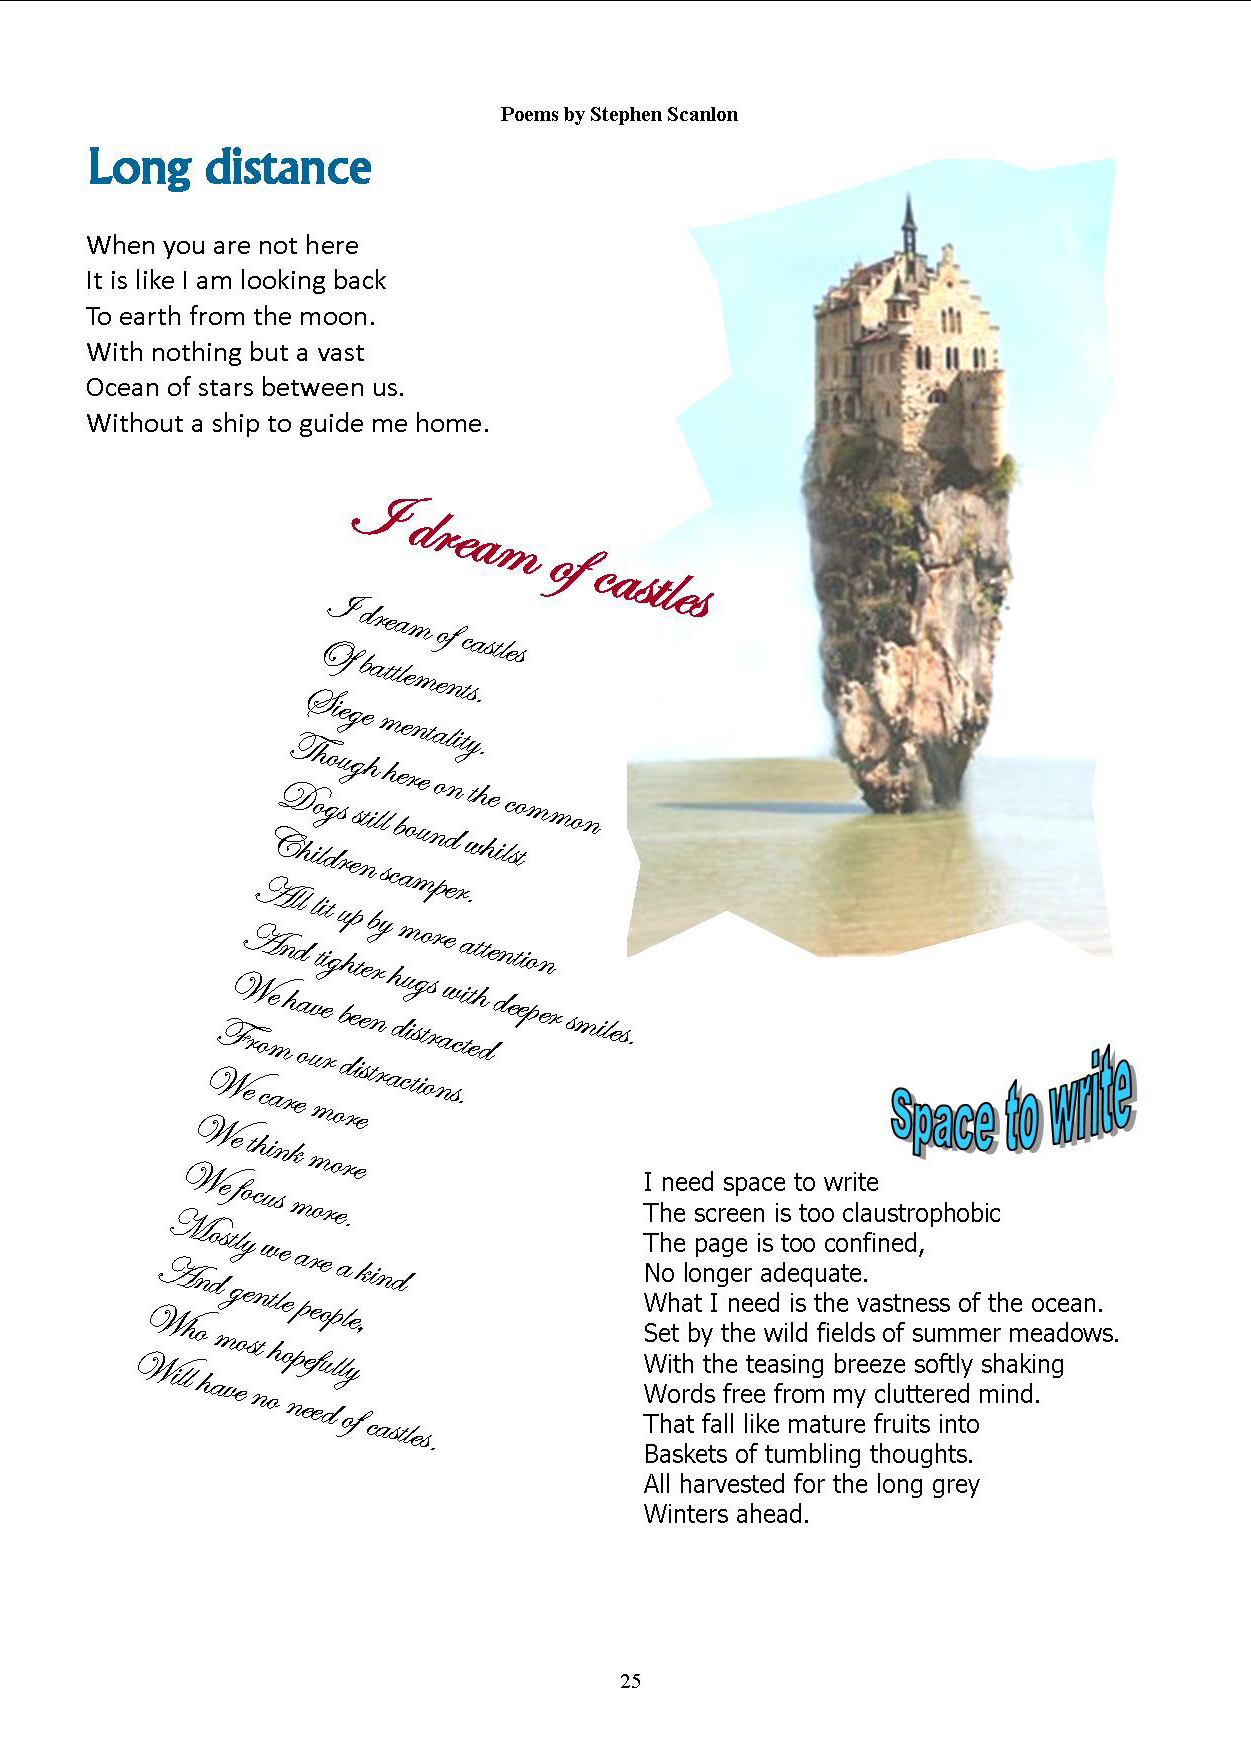 Poems by Stephen Scanlon
Long distance
When you are not here
It is like I am looking back
To earth from the moon.
With nothing but a vast
Ocean of stars between us.
Without a ship to guide me home.
I dream of castles
I dream of castles
Of battlements.
Siege mentality.
Though here on the common
Dogs still bound whilst
Children scamper.
All lit up by more attention
And tighter hugs with deeper smiles.
We have been distracted
From our distractions.
We care more
We think more
We focus more.
Mostly we are a kind
And gentle people,
Who most hopefully
Will have no need of castles.
Space to write
I need space to write
The screen is too claustrophobic
The page is too confined,
No longer adequate.
What I need is the vastness of the ocean.
Set by the wild fields of summer meadows.
With the teasing breeze softly shaking
Words free from my cluttered mind.
That fall like mature fruits into
Baskets of tumbling thoughts.
All harvested for the long grey
Winters ahead.
25